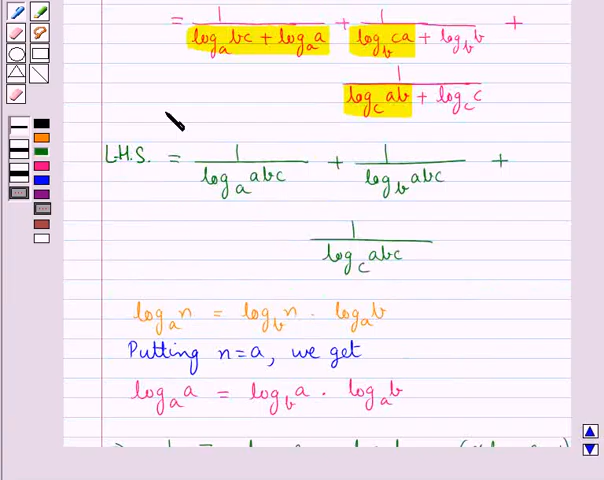 = 1/(log_a bc + log_a a) + 1/(log_b ca + log_b b) +
1/(log_c ab + log_c c)
L.H.S. = 1/(log_a abc) + 1/(log_b abc) +
1/(log_c abc)
log_a n = log_b n . log_a b
Putting n=a, we get
log_a a = log_b a . log_a b